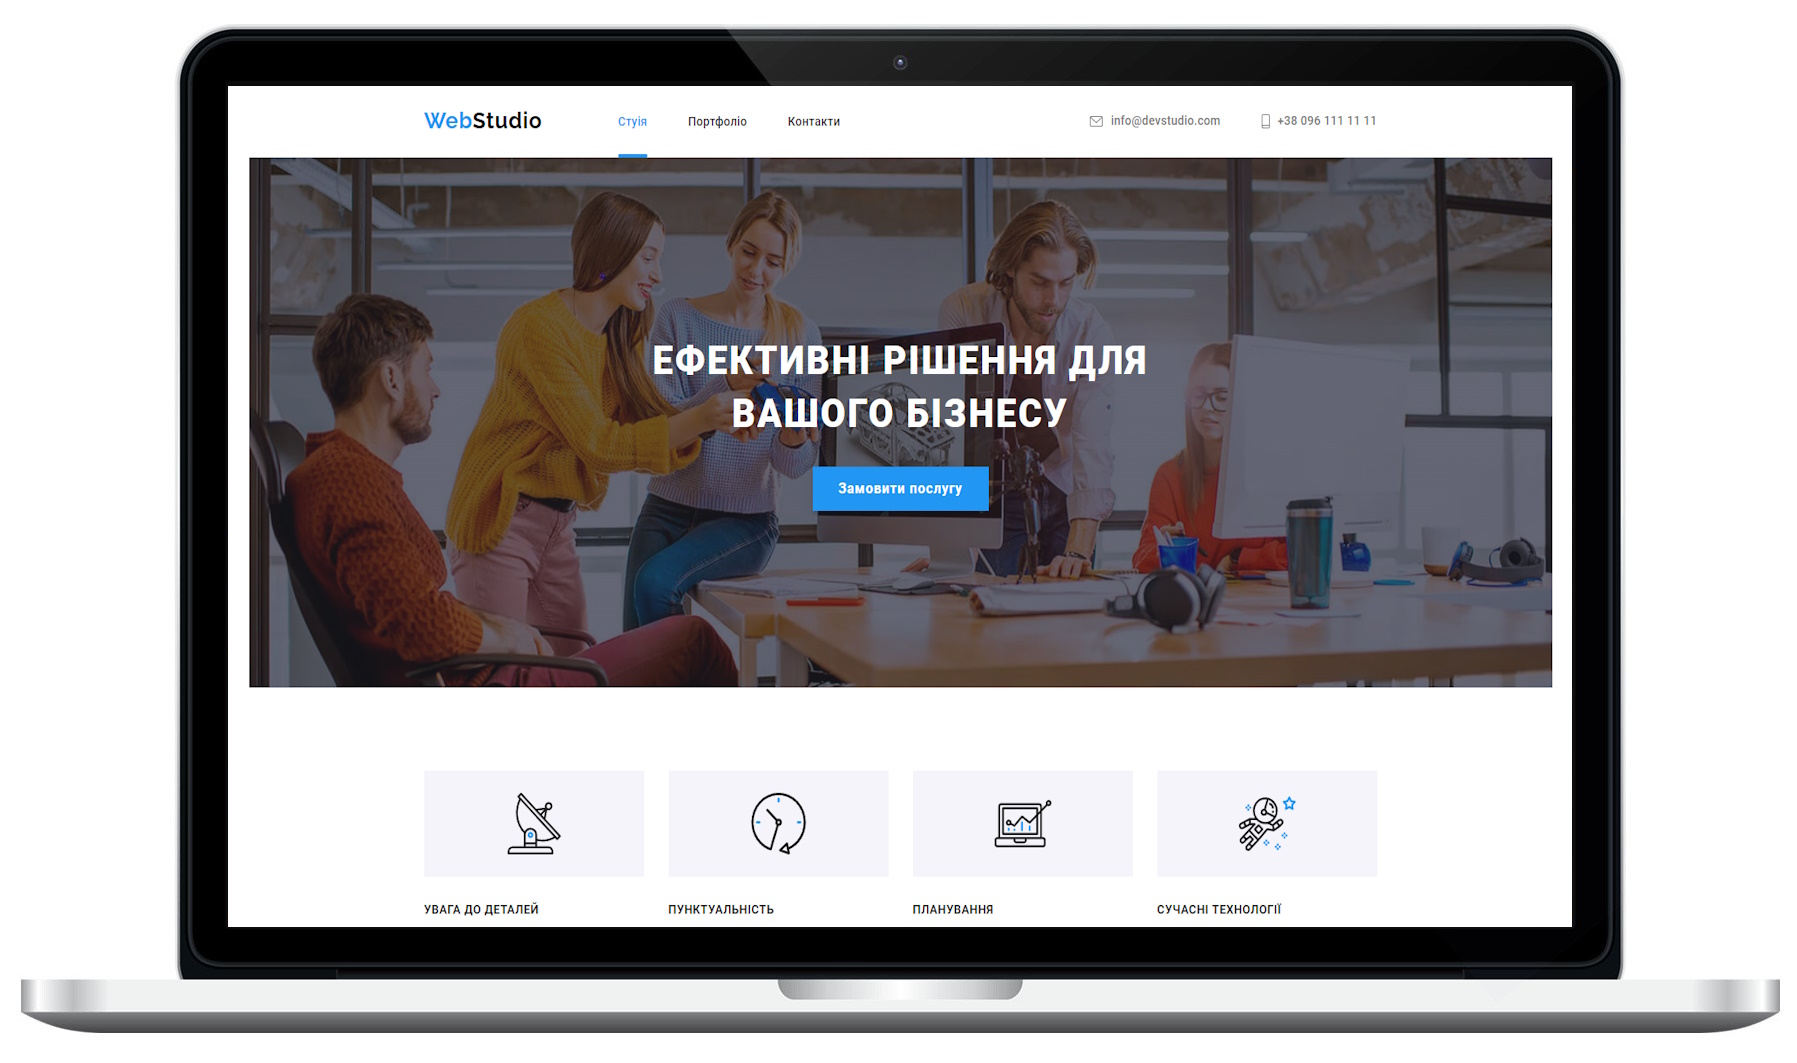 WebStudio
Стуія
Портфоліо
Контакти
info@devstudio.com
+38 096 111 11 11
ЕФЕКТИВНІ РІШЕННЯ ДЛЯ
ВАШОГО БІЗНЕСУ
Замовити послугу
УВАГА ДО ДЕТАЛЕЙ
ПУНКТУАЛЬНІСТЬ
ПЛАНУВАННЯ
СУЧАСНІ ТЕХНОЛОГІЇ